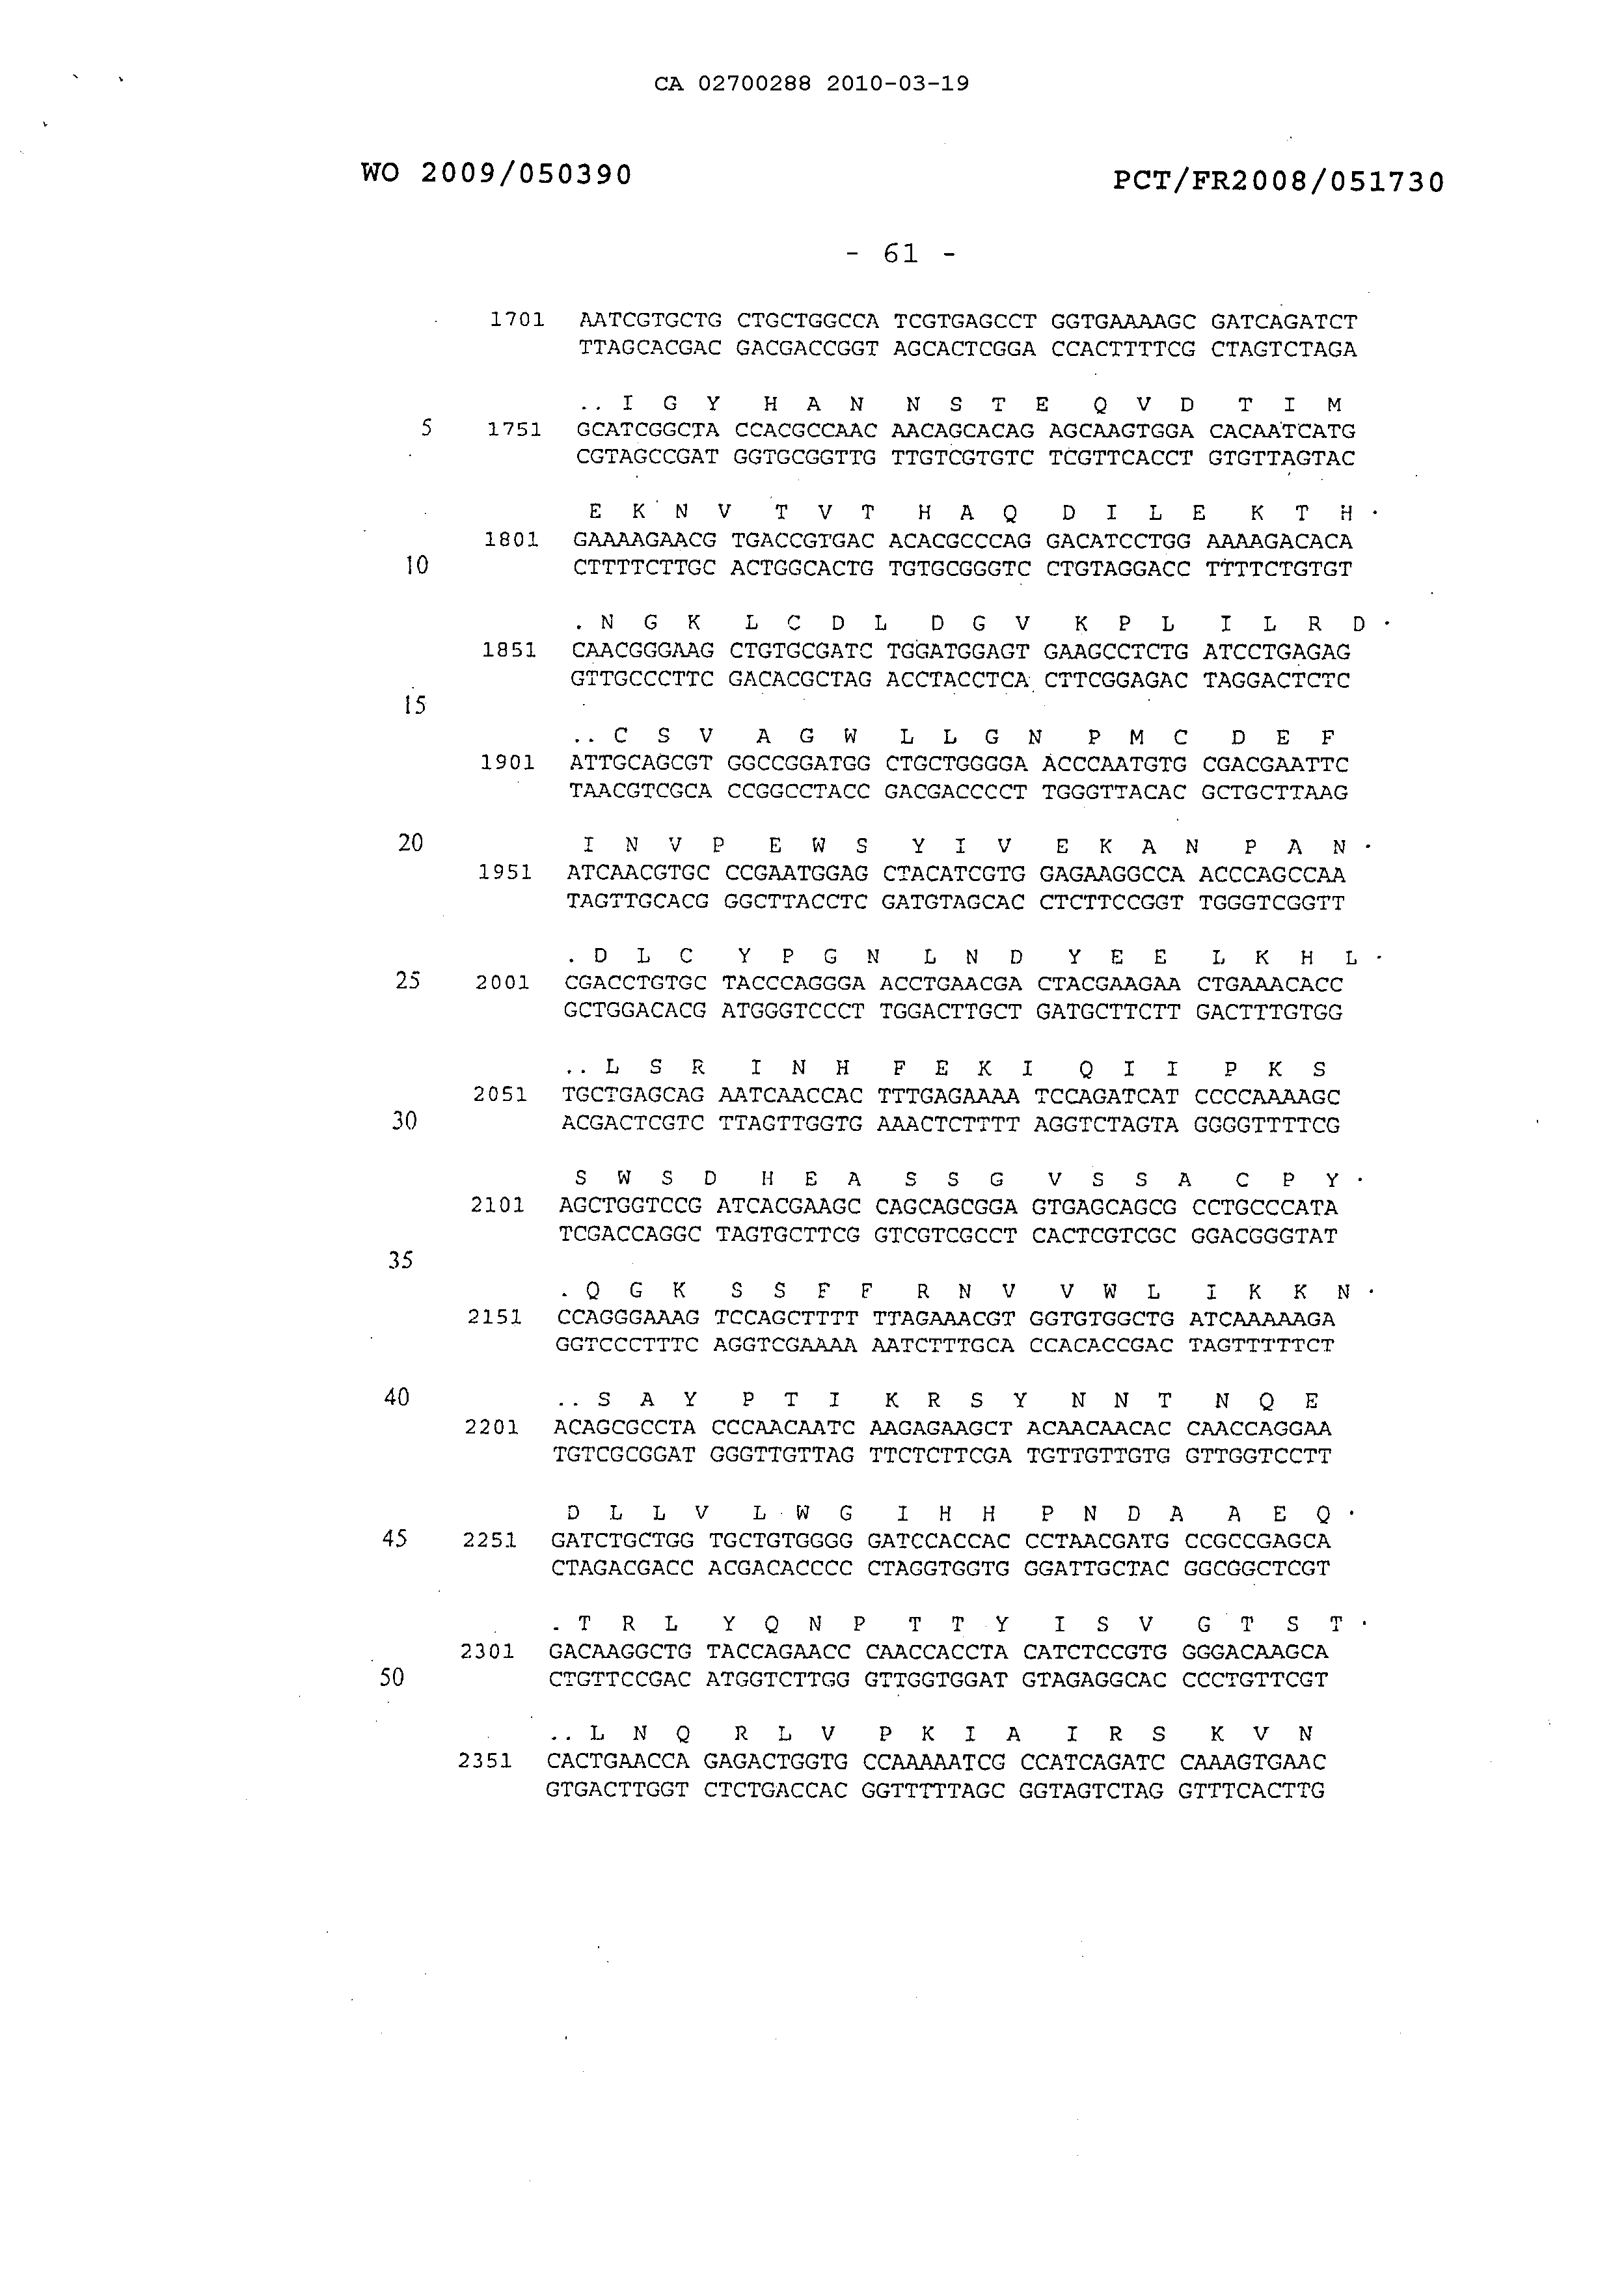 CA 02700288 2010-03-19
WO 2009/050390
PCT/FR2008/051730
- 61 -
1701 AATCGTGCTG CTGCTGGCCA TCGTGAGCCT GGTGAAAAGC GATCAGATCT
TTAGCACGAC GACGACCGGT AGCACTCGGA CCACTTTTCG CTAGTCTAGA
.. I G Y H A N N S T E Q V D T I M
5 1751 GCATCGGCTA CCACGCCAAC AACAGCACAG AGCAAGTGGA CACAATCATG
CGTAGCCGAT GGTGCGGTTG TTGTCGTGTC TCGTTCACCT GTGTTAGTAC
E K N V T V T H A Q D I L E K T H ·
1801 GAAAAGAACG TGACCGTGAC ACACGCCCAG GACATCCTGG AAAAGACACA
10 CTTTTCTTGC ACTGGCACTG TGTGCGGGTC CTGTAGGACC TTTTCTGTGT
. N G K L C D L D G V K P L I L R D ·
1851 CAACGGGAAG CTGTGCGATC TGGATGGAGT GAAGCCTCTG ATCCTGAGAG
GTTGCCCTTC GACACGCTAG ACCTACCTCA CTTCGGAGAC TAGGACTCTC
15
.. C S V A G W L L G N P M C D E F
1901 ATTGCAGCGT GGCCGGATGG CTGCTGGGGA ACCCAATGTG CGACGAATTC
TAACGTCGCA CCGGCCTACC GACGACCCCT TGGGTTACAC GCTGCTTAAG
20 I N V P E W S Y I V E K A N P A N ·
1951 ATCAACGTGC CCGAATGGAG CTACATCGTG GAGAAGGCCA ACCCAGCCAA
TAGTTGCACG GGCTTACCTC GATGTAGCAC CTCTTCCGGT TGGGTCGGTT
. D L C Y P G N L N D Y E E L K H L ·
25 2001 CGACCTGTGC TACCCAGGGA ACCTGAACGA CTACGAAGAA CTGAAACACC
GCTGGACACG ATGGGTCCCT TGGACTTGCT GATGCTTCTT GACTTTGTGG
.. L S R I N H F E K I Q I I P K S
2051 TGCTGAGCAG AATCAACCAC TTTGAGAAAA TCCAGATCAT CCCCAAAAGC
30 ACGACTCGTC TTAGTTGGTG AAACTCTTTT AGGTCTAGTA GGGGTTTTCG
S W S D H E A S S G V S S A C P Y ·
2101 AGCTGGTCCG ATCACGAAGC CAGCAGCGGA GTGAGCAGCG CCTGCCCATA
TCGACCAGGC TAGTGCTTCG GTCGTCGCCT CACTCGTCGC GGACGGGTAT
35
. Q G K S S F F R N V V W L I K K N ·
2151 CCAGGGAAAG TCCAGCTTTT TTAGAAACGT GGTGTGGCTG ATCAAAAAGA
GGTCCCTTTC AGGTCGAAAA AATCTTTGCA CCACACCGAC TAGTTTTTCT
40 .. S A Y P T I K R S Y N N T N Q E
2201 ACAGCGCCTA CCCAACAATC AAGAGAAGCT ACAACAACAC CAACCAGGAA
TGTCGCGGAT GGGTTGTTAG TTCTCTTCGA TGTTGTTGTG GTTGGTCCTT
D L L V L W G I H H P N D A A E Q ·
45 2251 GATCTGCTGG TGCTGTGGGG GATCCACCAC CCTAACGATG CCGCCGAGCA
CTAGACGACC ACGACACCCC CTAGGTGGTG GGATTGCTAC GGCGGCTCGT
. T R L Y Q N P T T Y I S V G T S T ·
2301 GACAAGGCTG TACCAGAACC CAACCACCTA CATCTCCGTG GGGACAAGCA
50 CTGTTCCGAC ATGGTCTTGG GTTGGTGGAT GTAGAGGCAC CCCTGTTCGT
.. L N Q R L V P K I A I R S K V N
2351 CACTGAACCA GAGACTGGTG CCAAAAATCG CCATCAGATC CAAAGTGAAC
GTGACTTGGT CTCTGACCAC GGTTTTTAGC GGTAGTCTAG GTTTCACTTG